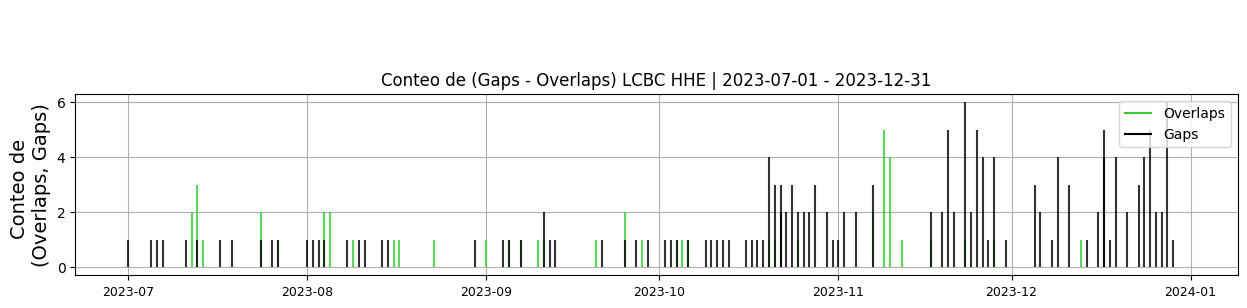 Conteo de (Gaps - Overlaps) LCBC HHE | 2023-07-01 - 2023-12-31
Conteo de
(Overlaps, Gaps)
6
4
2
0
Overlaps
Gaps
2023-07
2023-08
2023-09
2023-10
2023-11
2023-12
2024-01